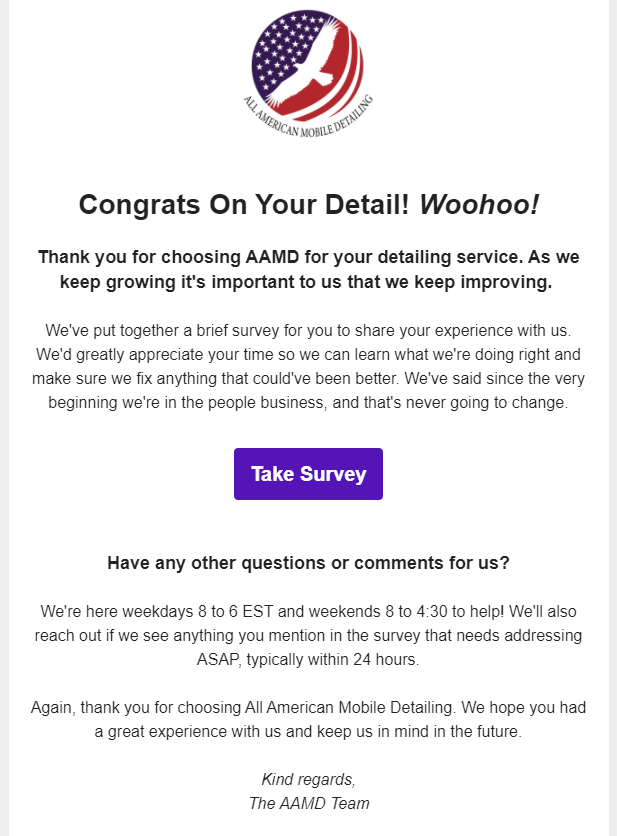 ALL AMERICAN MOBILE DETAILING
Congrats On Your Detail! Woohoo!
Thank you for choosing AAMD for your detailing service. As we
keep growing it's important to us that we keep improving.
We've put together a brief survey for you to share your experience with us.
We'd greatly appreciate your time so we can learn what we're doing right and
make sure we fix anything that could've been better. We've said since the very
beginning we're in the people business, and that's never going to change.
Take Survey
Have any other questions or comments for us?
We're here weekdays 8 to 6 EST and weekends 8 to 4:30 to help! We'll also
reach out if we see anything you mention in the survey that needs addressing
ASAP, typically within 24 hours.
Again, thank you for choosing All American Mobile Detailing. We hope you had
a great experience with us and keep us in mind in the future.
Kind regards,
The AAMD Team